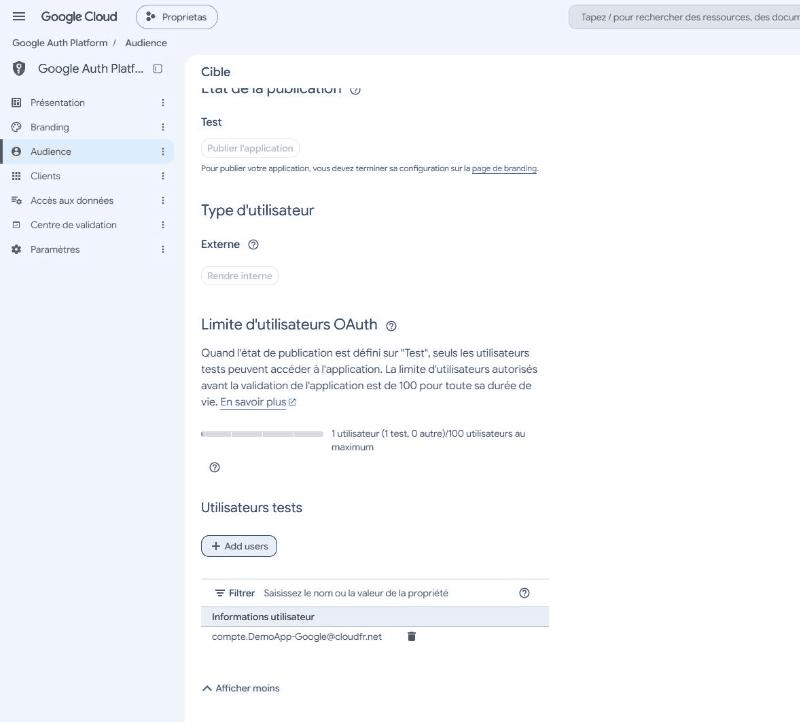 Google Cloud
Proprietas
Tapez / pour rechercher des ressources, des docum
Google Auth Platform / Audience
Google Auth Platf...
Présentation
Branding
Audience
Clients
Accès aux données
Centre de validation
Paramètres
Cible
État de la publication
Test
Publier l'application
Pour publier votre application, vous devez terminer sa configuration sur la page de branding.
Type d'utilisateur
Externe
Rendre interne
Limite d'utilisateurs OAuth
Quand l'état de publication est défini sur "Test", seuls les utilisateurs
tests peuvent accéder à l'application. La limite d'utilisateurs autorisés
avant la validation de l'application est de 100 pour toute sa durée de
vie. En savoir plus
1 utilisateur (1 test, 0 autre)/100 utilisateurs au
maximum
Utilisateurs tests
+ Add users
Filtrer Saisissez le nom ou la valeur de la propriété
Informations utilisateur
compte.DemoApp-Google@cloudfr.net
Afficher moins